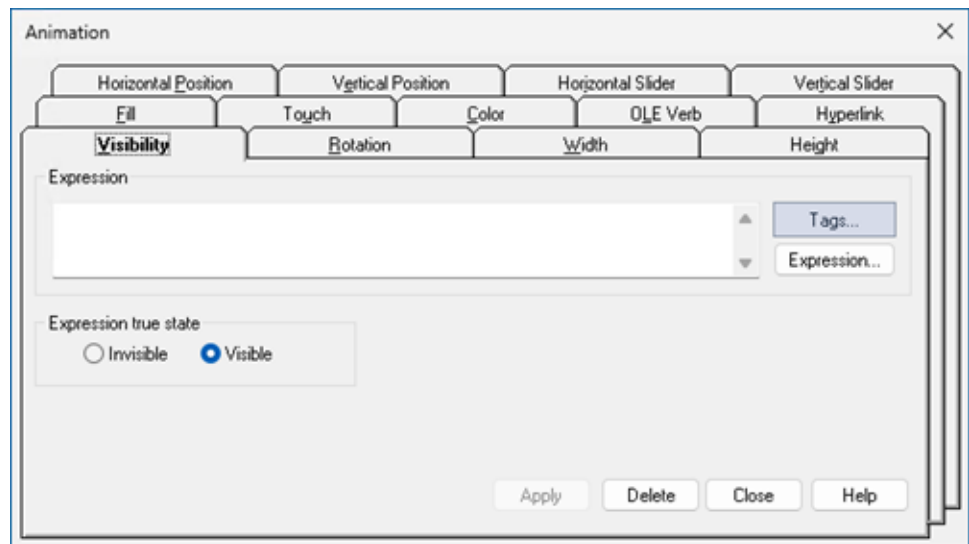 Animation
Horizontal Position Vertical Position Horizontal Slider Vertical Slider
Fill Touch Color OLE Verb Hyperlink
Visibility Rotation Width Height
Expression
Tags...
Expression...
Expression true state
Invisible Visible
Apply Delete Close Help